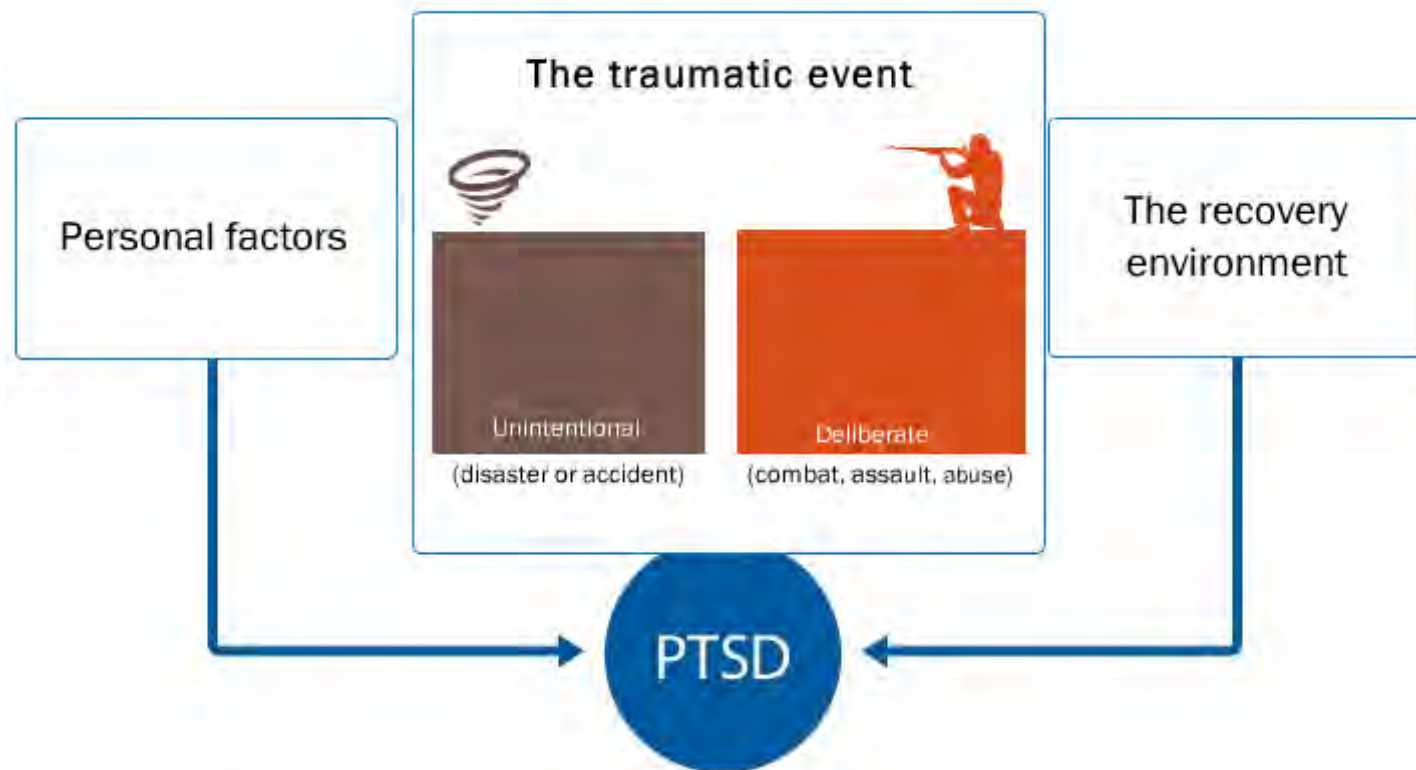 The traumatic event
Personal factors
Unintentional
(disaster or accident)
Deliberate
(combat, assault, abuse)
The recovery
environment
PTSD